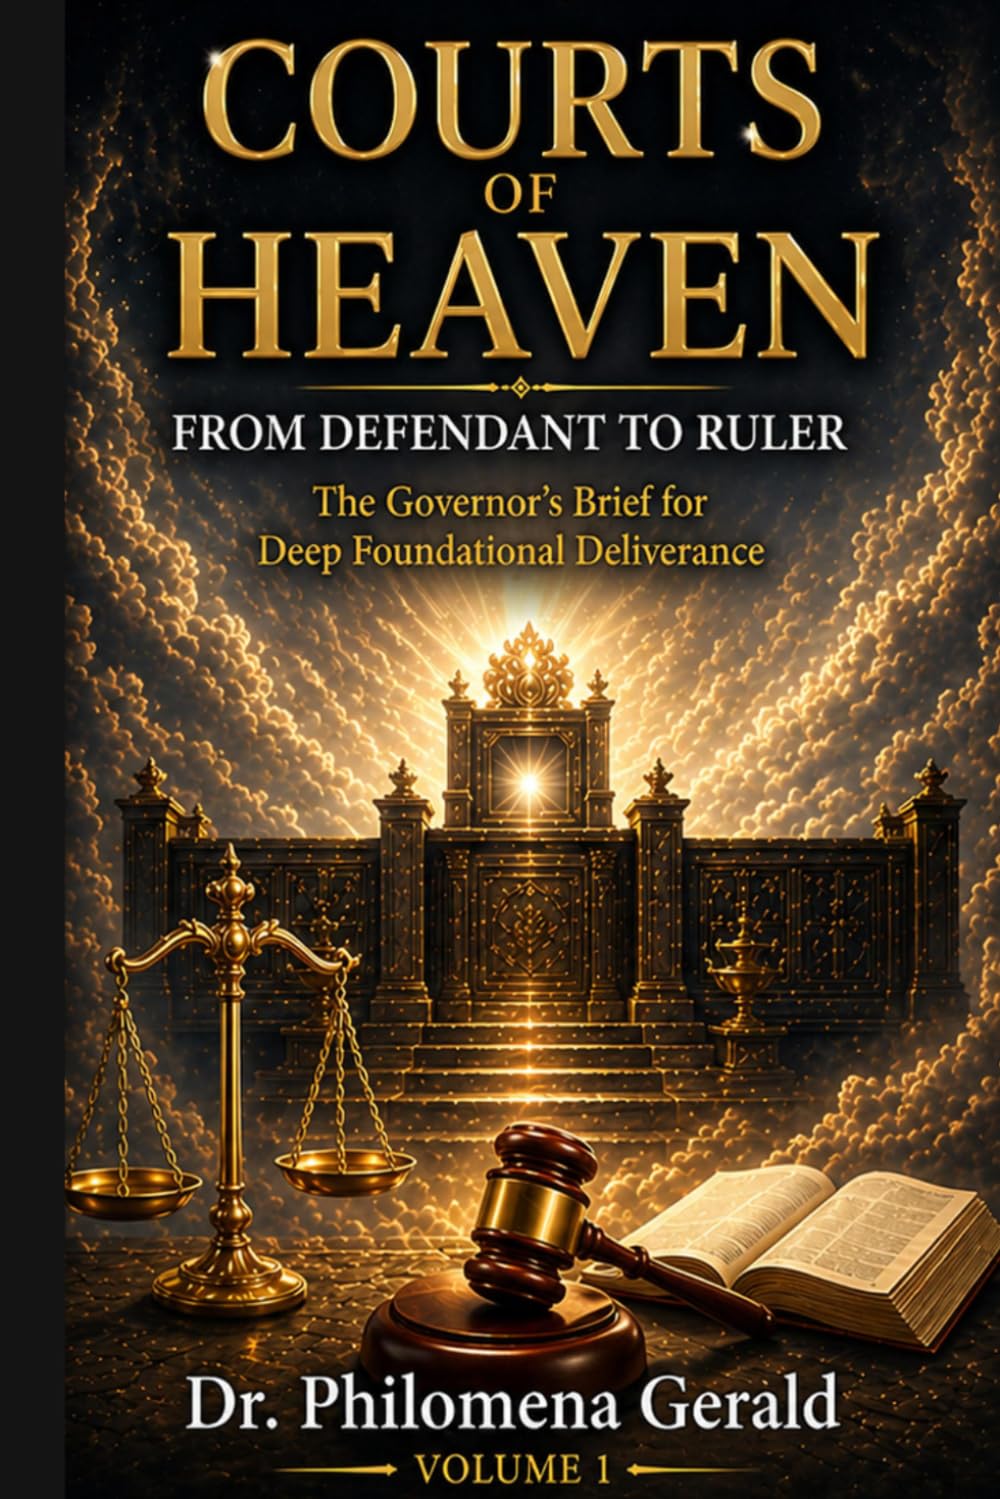 COURTS
OF
HEAVEN
FROM DEFENDANT TO RULER
The Governor's Brief for
Deep Foundational Deliverance
Dr. Philomena Gerald
VOLUME 1